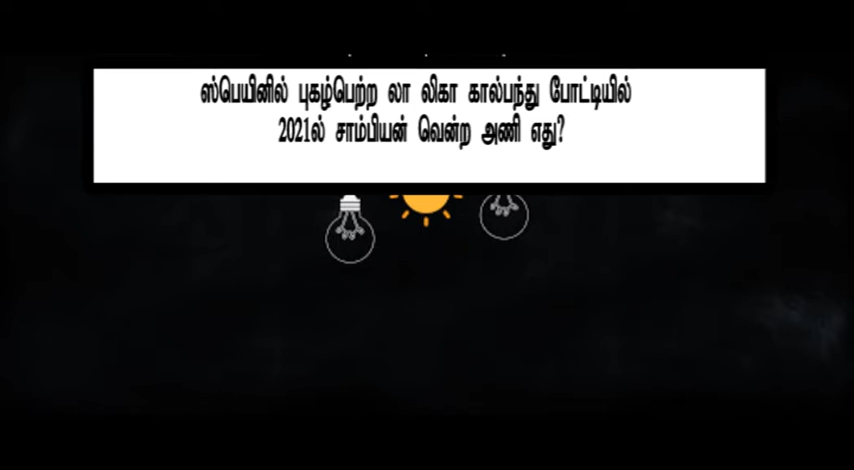 ஸ்பெயினில் புகழ்பெற்ற லா லிகா கால்பந்து போட்டியில்
2021ல் சாம்பியன் வென்ற அணி எது?